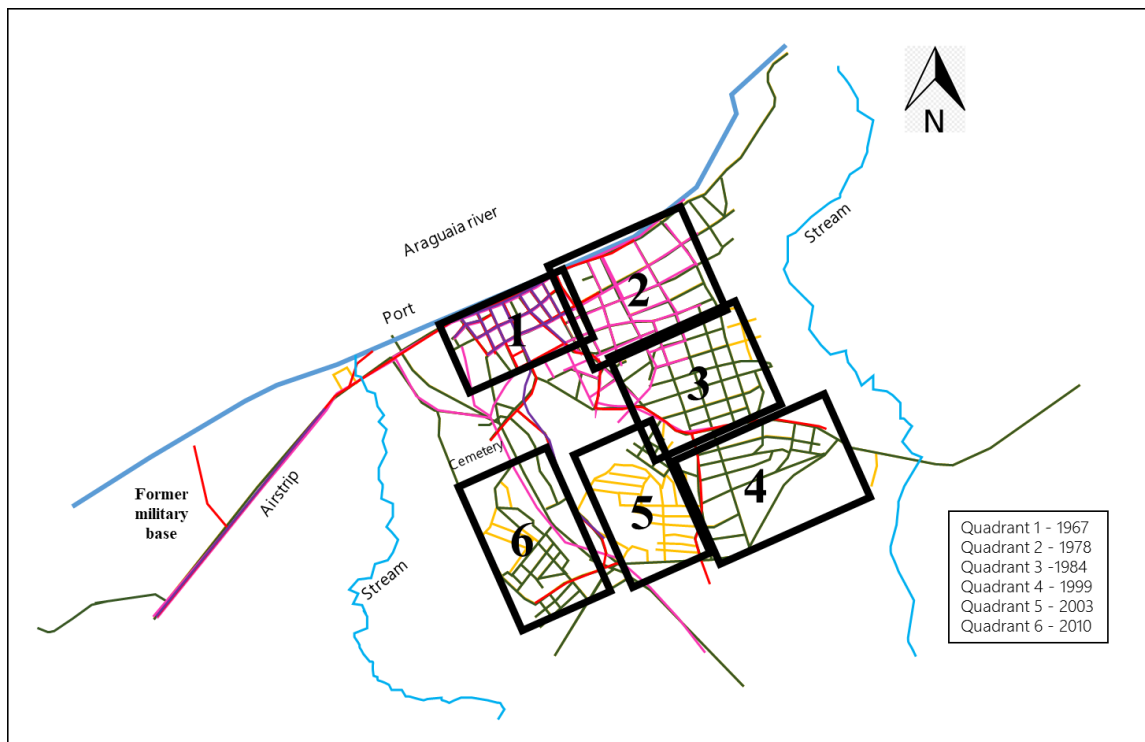 N
Araguaia river
Stream
Port
1
2
3
4
5
6
Cemetery
Airstrip
Former
military
base
Stream
Quadrant 1 - 1967
Quadrant 2 - 1978
Quadrant 3 -1984
Quadrant 4 - 1999
Quadrant 5 - 2003
Quadrant 6 - 2010